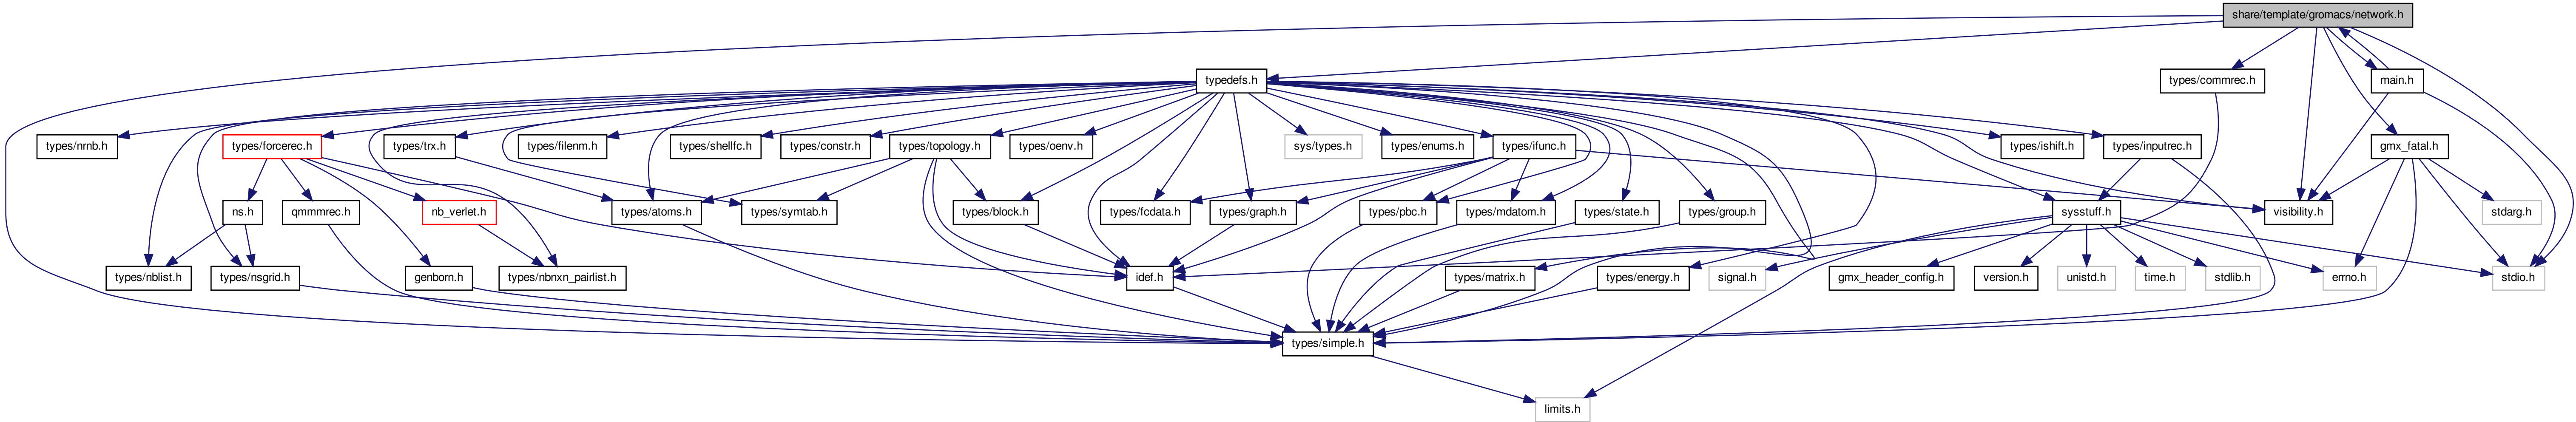 share/template/gromacs/network.h
typedefs.h
types/commrec.h
main.h
types/nrnb.h
types/forcerec.h
types/trx.h
types/filenm.h
types/shellfc.h
types/constr.h
types/topology.h
types/oenv.h
sys/types.h
types/enums.h
types/ifunc.h
types/ishift.h
types/inputrec.h
gmx_fatal.h
ns.h
qmmmrec.h
nb_verlet.h
types/atoms.h
types/symtab.h
types/block.h
types/fcdata.h
types/graph.h
types/pbc.h
types/mdatom.h
types/state.h
types/group.h
sysstuff.h
visibility.h
stdarg.h
types/nblist.h
types/nsgrid.h
genborn.h
types/nbnxn_pairlist.h
idef.h
types/matrix.h
types/energy.h
signal.h
gmx_header_config.h
version.h
unistd.h
time.h
stdlib.h
errno.h
stdio.h
types/simple.h
limits.h